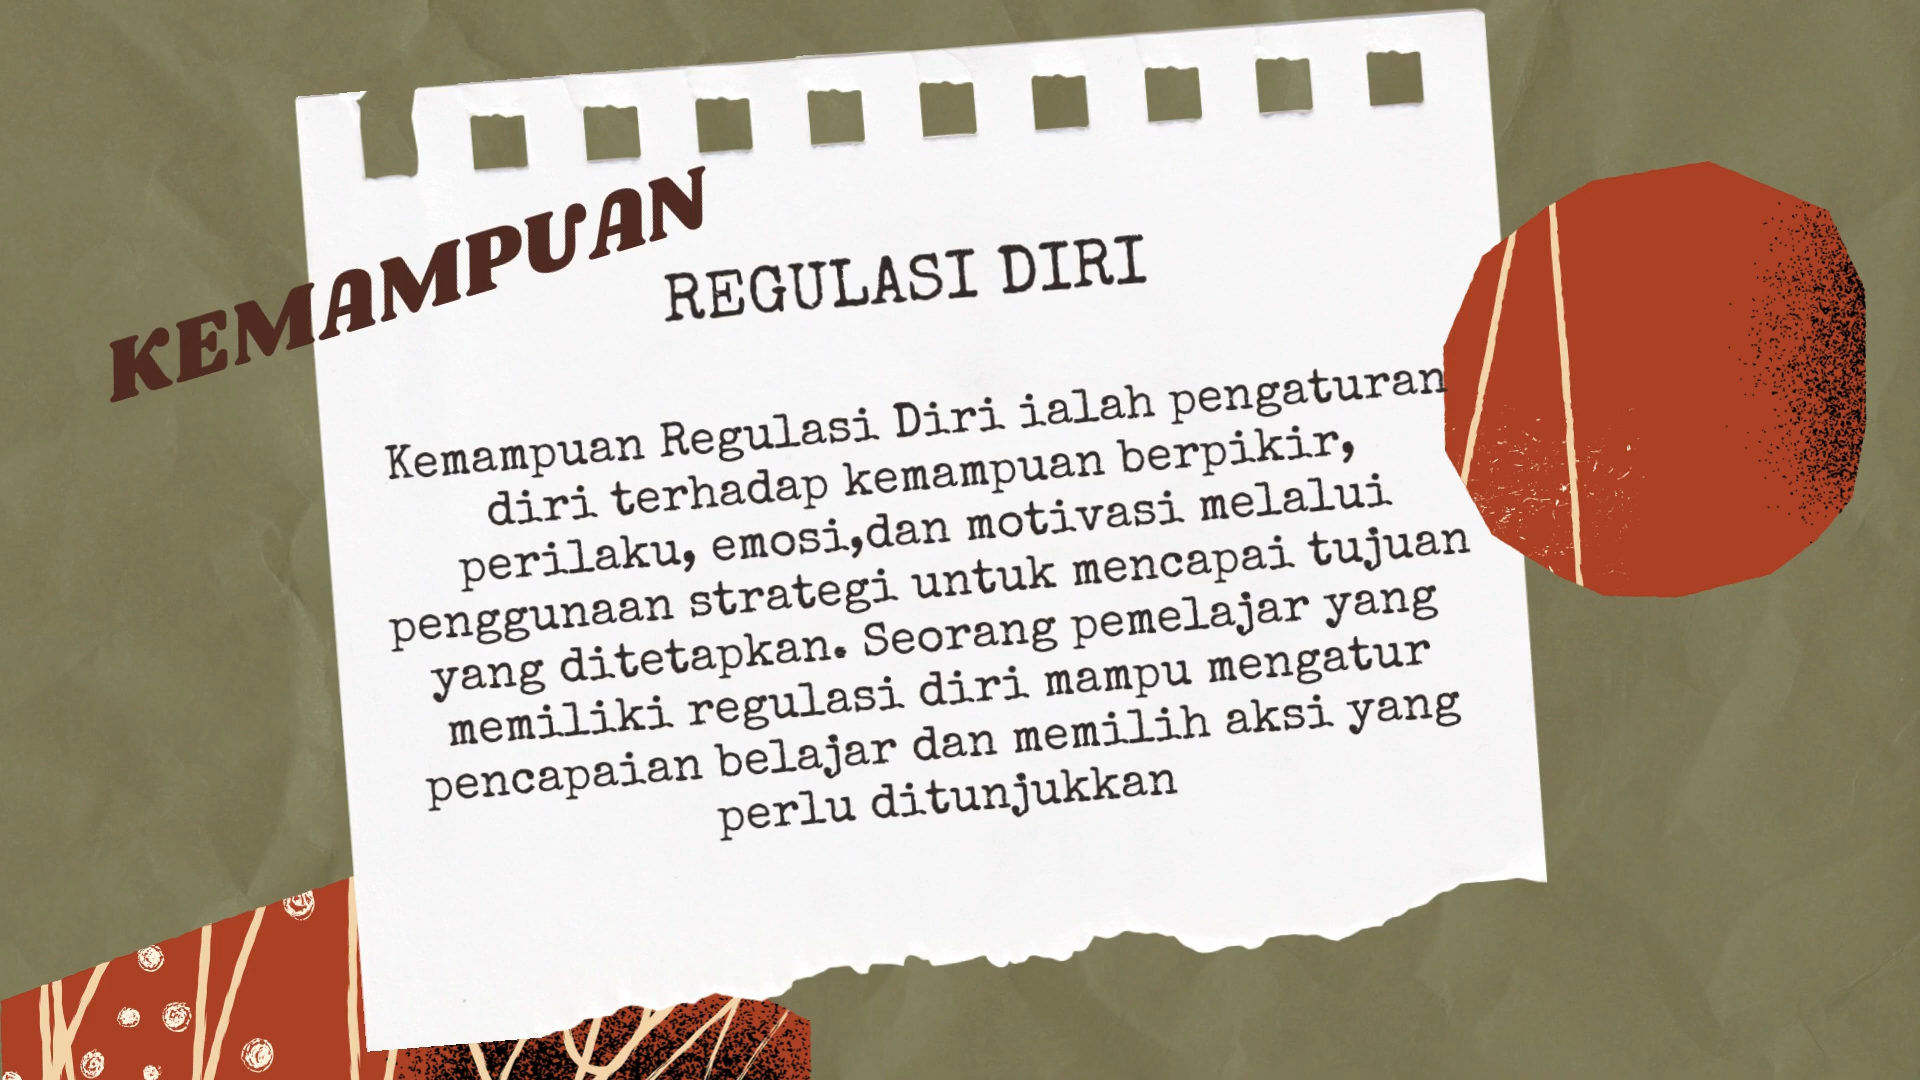 KEMAMPUAN
REGULASI DIRI
Kemampuan Regulasi Diri ialah pengaturan
diri terhadap kemampuan berpikir,
perilaku, emosi,dan motivasi melalui
penggunaan strategi untuk mencapai tujuan
yang ditetapkan. Seorang pemelajar yang
memiliki regulasi diri mampu mengatur
pencapaian belajar dan memilih aksi yang
perlu ditunjukkan